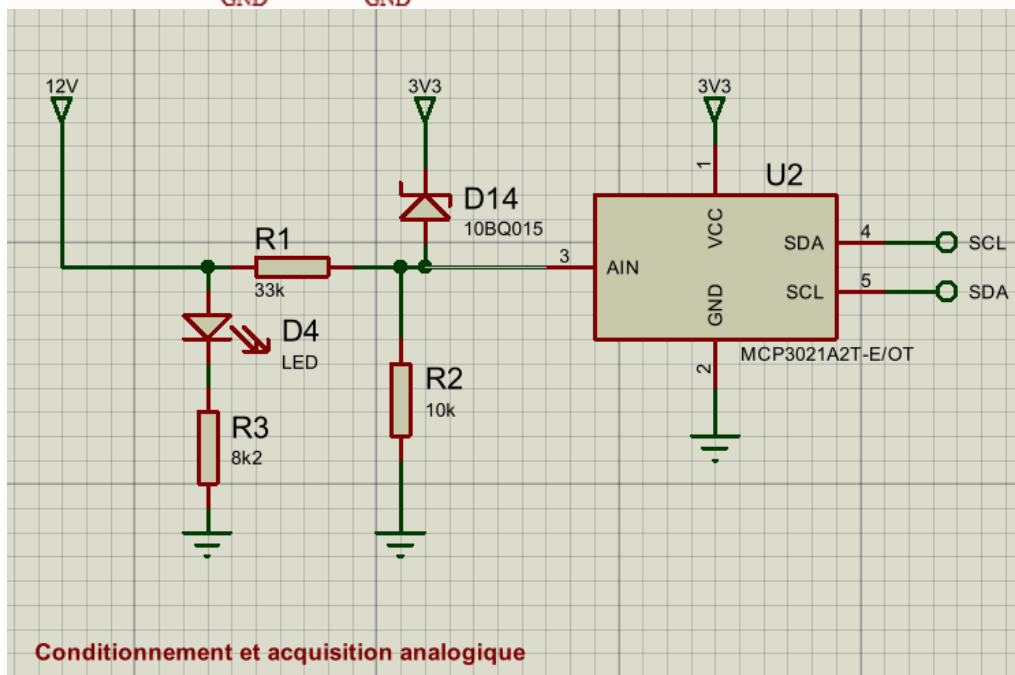 GND GND
12V 3V3 3V3
1 U2
D14
10BQ015
R1
33k
3 AIN VCC SDA 4 SCL
GND SCL 5 SDA
D4
LED
MCP3021A2T-E/OT
2
R2
10k
R3
8k2
Conditionnement et acquisition analogique